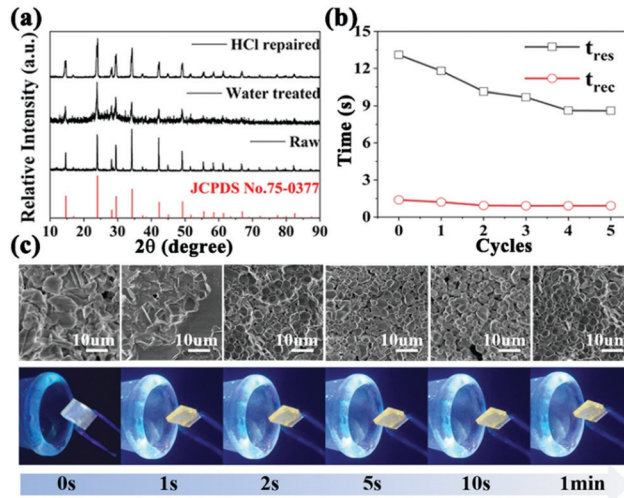 (a)
Relative Intensity (a.u.)
HCl repaired
Water treated
Raw
JCPDS No.75-0377
10 20 30 40 50 60 70 80 90
2θ (degree)
(b)
Time (s)
15
12
9
6
3
0
t_res
t_rec
0 1 2 3 4 5
Cycles
(c)
10um 10um 10um 10um 10um 10um
0s 1s 2s 5s 10s 1min